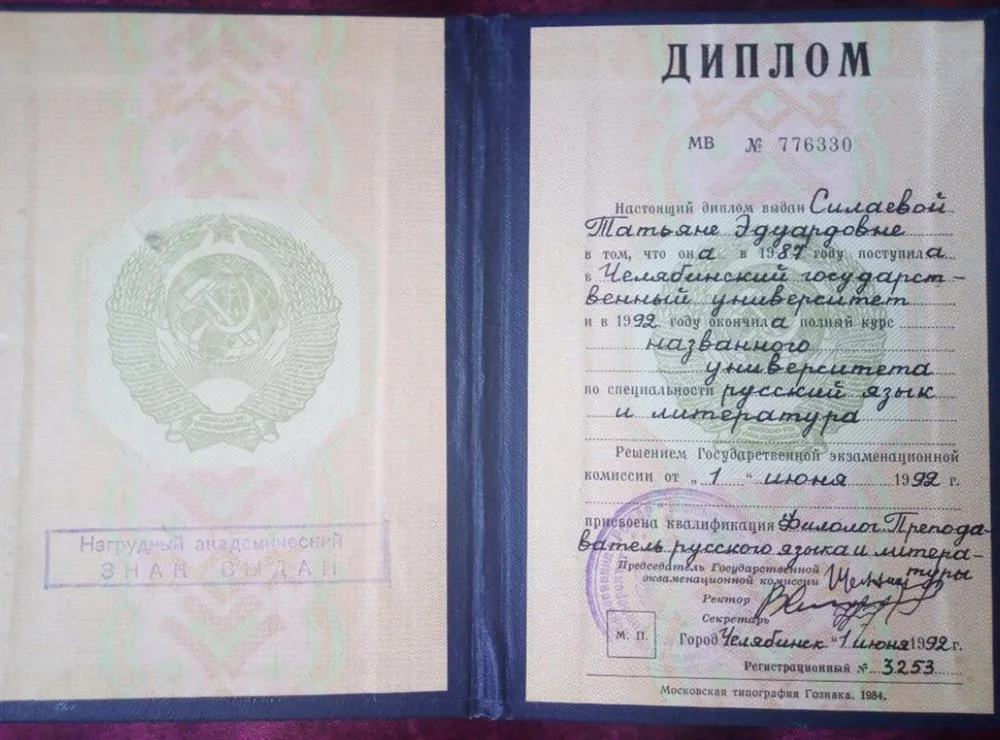 Нагрудный академический
ЗНАК ВЫДАН
ДИПЛОМ
МВ № 776330
Настоящий диплом выдан Силаевой
Татьяне Эдуардовне
в том, что она в 1987 году поступила
в Челябинский государст-
венный университет
и в 1992 году окончила полный курс
названного
университета
по специальности русский язык
и литература
Решением Государственной экзаменационной
комиссии от „1“ июня 1992 г.
присвоена квалификация Филолог. Препода-
ватель русского языка и литера-
туры
Председатель Государственной
экзаменационной комиссии
Ректор
Секретарь
М. П.
Город Челябинск "1 июня 1992 г.
Регистрационный № 3253
Московская типография Гознака. 1984.